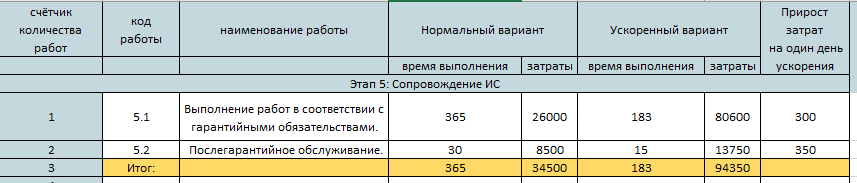 счётчик количества работ код работы наименование работы Нормальный вариант Ускоренный вариант Прирост затрат на один день ускорения
время выполнения затраты время выполнения затраты
Этап 5: Сопровождение ИС
1 5.1 Выполнение работ в соответствии с гарантийными обязательствами. 365 26000 183 80600 300
2 5.2 Послегарантийное обслуживание. 30 8500 15 13750 350
3 Итог: 365 34500 183 94350